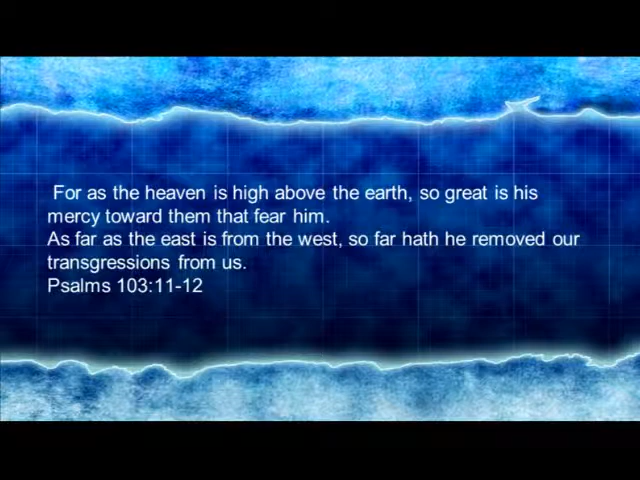 For as the heaven is high above the earth, so great is his
mercy toward them that fear him.
As far as the east is from the west, so far hath he removed our
transgressions from us.
Psalms 103:11-12